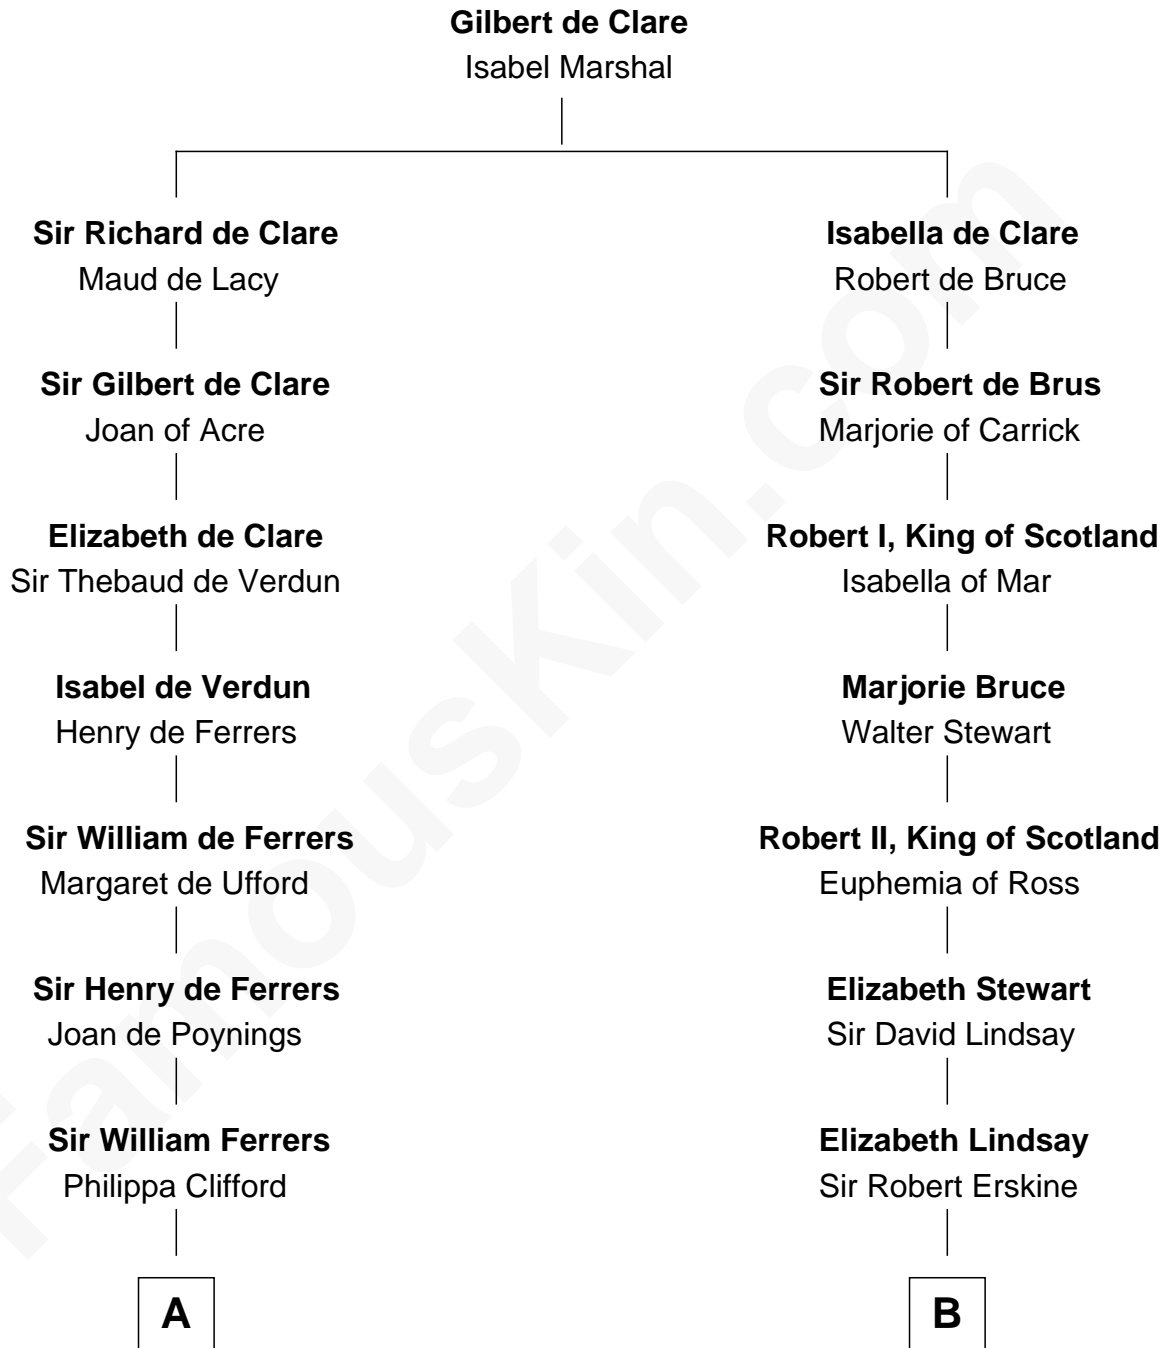 Gilbert de Clare
Isabel Marshal
Sir Richard de Clare
Maud de Lacy
Isabella de Clare
Robert de Bruce
Sir Gilbert de Clare
Joan of Acre
Sir Robert de Brus
Marjorie of Carrick
Elizabeth de Clare
Sir Thebaud de Verdun
Robert I, King of Scotland
Isabella of Mar
Isabel de Verdun
Henry de Ferrers
Marjorie Bruce
Walter Stewart
Sir William de Ferrers
Margaret de Ufford
Robert II, King of Scotland
Euphemia of Ross
Sir Henry de Ferrers
Joan de Poynings
Elizabeth Stewart
Sir David Lindsay
Sir William Ferrers
Philippa Clifford
Elizabeth Lindsay
Sir Robert Erskine
A
B
FamousKin.com